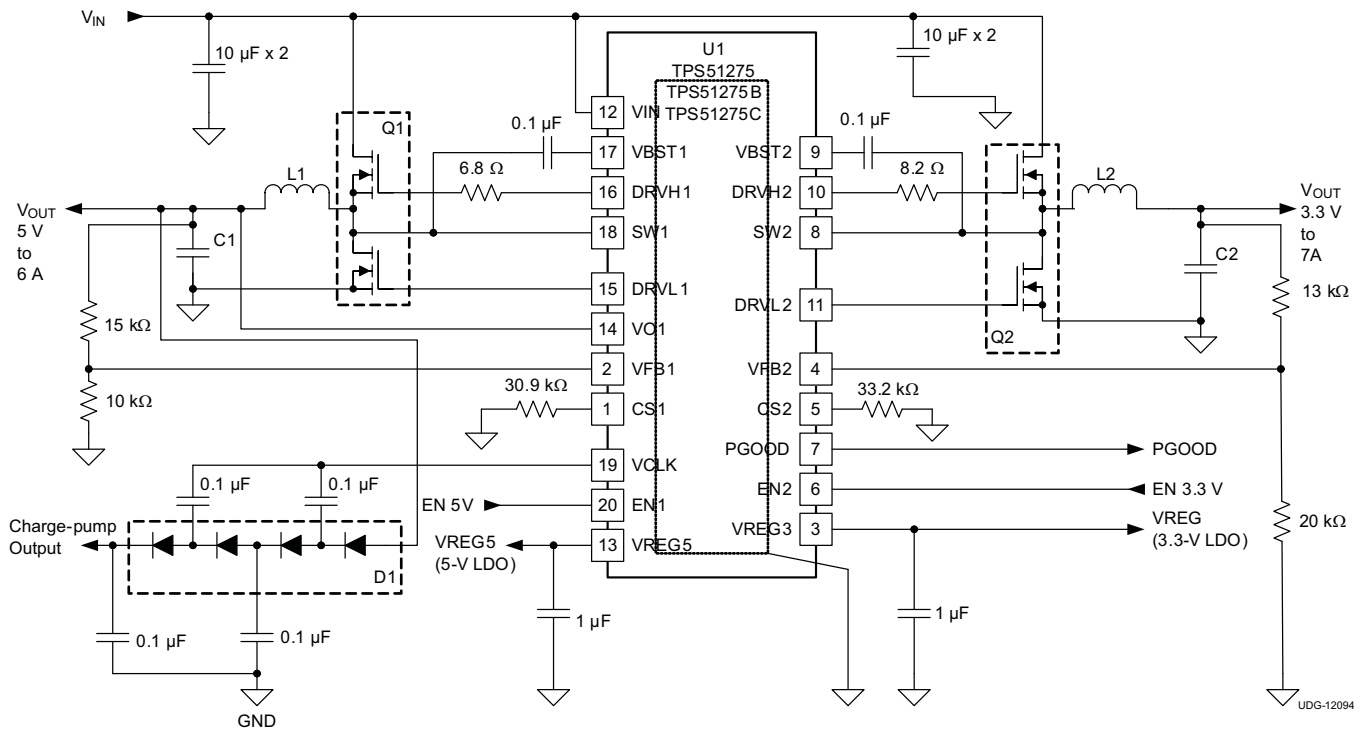 VIN
10 µF x 2
10 µF x 2
U1
TPS51275
TPS51275B
TPS51275C
Q1
0.1 µF
12 VIN
0.1 µF
17 VBST1
VBST2 9
L1
6.8 Ω
16 DRVH1
DRVH2 10
8.2 Ω
L2
VOUT
5 V
to
6 A
C1
18 SW1
SW2 8
VOUT
3.3 V
to
7A
C2
15 DRVL1
DRVL2 11
13 kΩ
15 kΩ
14 VO1
Q2
2 VFB1
VFB2 4
10 kΩ
30.9 kΩ
1 CS1
CS2 5
33.2 kΩ
PGOOD 7
PGOOD
19 VCLK
0.1 µF
0.1 µF
EN 5V
20 EN1
EN2 6
EN 3.3 V
Charge-pump
Output
VREG5
(5-V LDO)
13 VREG5
VREG3 3
VREG
(3.3-V LDO)
20 kΩ
D1
0.1 µF
0.1 µF
1 µF
1 µF
GND
UDG-12094